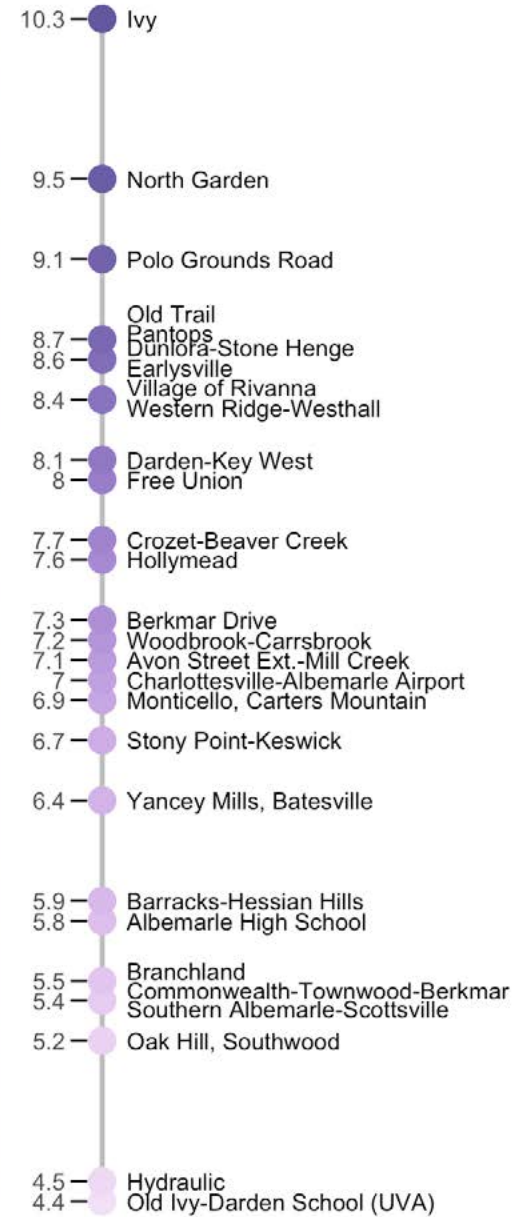 10.3 Ivy
9.5 North Garden
9.1 Polo Grounds Road
Old Trail
8.7 Pantops
Dunlora-Stone Henge
8.6
Earlysville
Village of Rivanna
8.4
Western Ridge-Westhall
8.1 Darden-Key West
8 Free Union
7.7 Crozet-Beaver Creek
7.6 Hollymead
7.3 Berkmar Drive
7.2 Woodbrook-Carrsbrook
7.1 Avon Street Ext.-Mill Creek
7 Charlottesville-Albemarle Airport
6.9 Monticello, Carters Mountain
6.7 Stony Point-Keswick
6.4 Yancey Mills, Batesville
5.9 Barracks-Hessian Hills
5.8 Albemarle High School
Branchland
5.5
Commonwealth-Townwood-Berkmar
5.4
Southern Albemarle-Scottsville
5.2 Oak Hill, Southwood
4.5 Hydraulic
4.4 Old Ivy-Darden School (UVA)